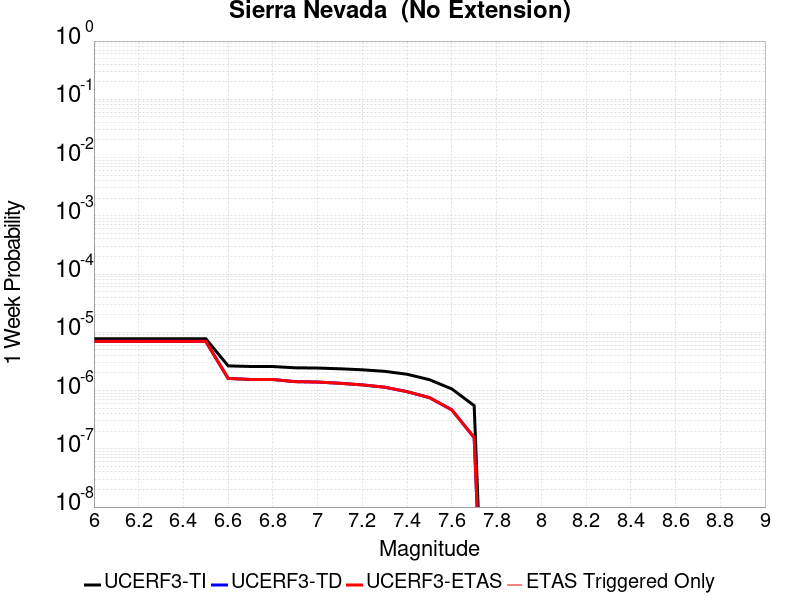 Sierra Nevada  (No Extension)
10^0
10^-1
10^-2
10^-3
10^-4
10^-5
10^-6
10^-7
10^-8
1 Week Probability
6 6.2 6.4 6.6 6.8 7 7.2 7.4 7.6 7.8 8 8.2 8.4 8.6 8.8 9
Magnitude
UCERF3-TI UCERF3-TD UCERF3-ETAS ETAS Triggered Only